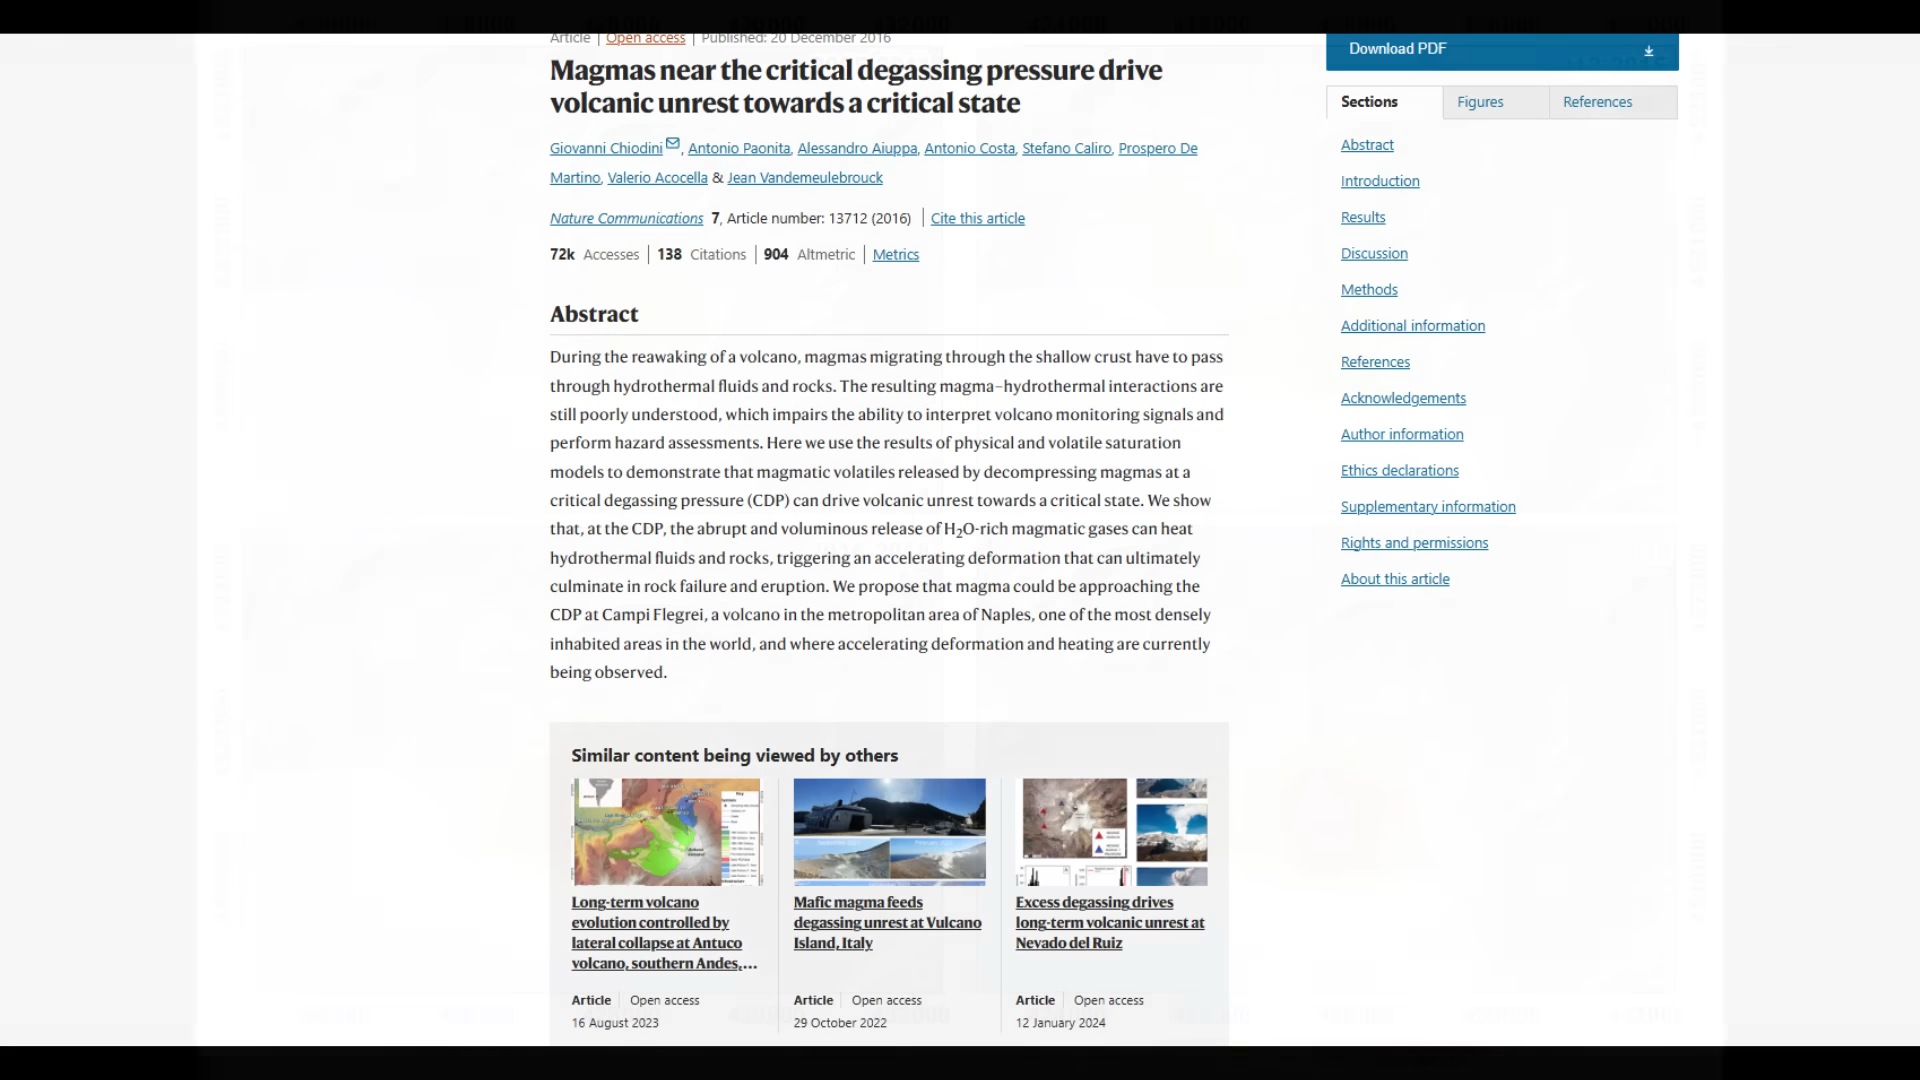 Article | Open access | Published: 20 December 2016
Download PDF
Magmas near the critical degassing pressure drive
volcanic unrest towards a critical state
Giovanni Chiodini, Antonio Paonita, Alessandro Aiuppa, Antonio Costa, Stefano Caliro, Prospero De
Martino, Valerio Acocella & Jean Vandemeulebrouck
Nature Communications 7, Article number: 13712 (2016) | Cite this article
72k Accesses | 138 Citations | 904 Altmetric | Metrics
Abstract
During the reawaking of a volcano, magmas migrating through the shallow crust have to pass
through hydrothermal fluids and rocks. The resulting magma–hydrothermal interactions are
still poorly understood, which impairs the ability to interpret volcano monitoring signals and
perform hazard assessments. Here we use the results of physical and volatile saturation
models to demonstrate that magmatic volatiles released by decompressing magmas at a
critical degassing pressure (CDP) can drive volcanic unrest towards a critical state. We show
that, at the CDP, the abrupt and voluminous release of H2O-rich magmatic gases can heat
hydrothermal fluids and rocks, triggering an accelerating deformation that can ultimately
culminate in rock failure and eruption. We propose that magma could be approaching the
CDP at Campi Flegrei, a volcano in the metropolitan area of Naples, one of the most densely
inhabited areas in the world, and where accelerating deformation and heating are currently
being observed.
Similar content being viewed by others
Long-term volcano
evolution controlled by
lateral collapse at Antuco
volcano, southern Andes,…
Article | Open access
16 August 2023
Mafic magma feeds
degassing unrest at Vulcano
Island, Italy
Article | Open access
29 October 2022
Excess degassing drives
long-term volcanic unrest at
Nevado del Ruiz
Article | Open access
12 January 2024
Sections
Figures
References
Abstract
Introduction
Results
Discussion
Methods
Additional information
References
Acknowledgements
Author information
Ethics declarations
Supplementary information
Rights and permissions
About this article